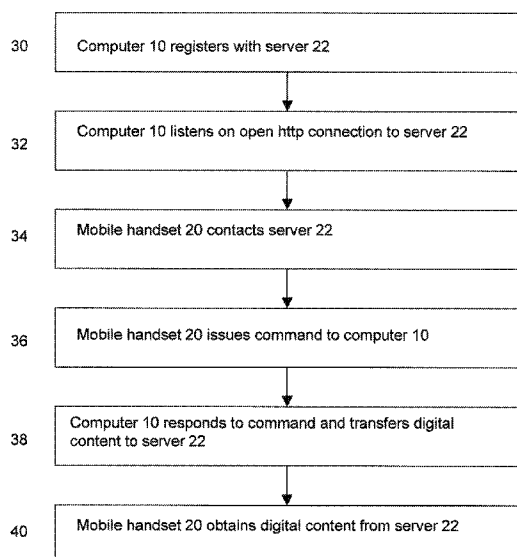 30 Computer 10 registers with server 22
32 Computer 10 listens on open http connection to server 22
34 Mobile handset 20 contacts server 22
36 Mobile handset 20 issues command to computer 10
38 Computer 10 responds to command and transfers digital
content to server 22
40 Mobile handset 20 obtains digital content from server 22